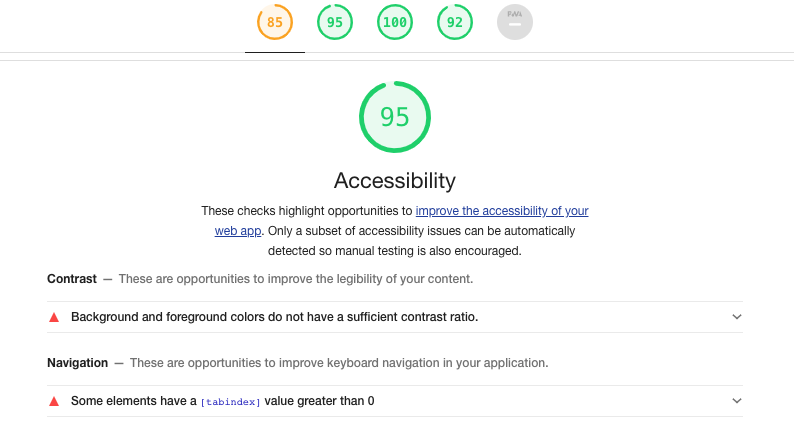 85 95 100 92 PWA
95
Accessibility
These checks highlight opportunities to improve the accessibility of your
web app. Only a subset of accessibility issues can be automatically
detected so manual testing is also encouraged.
Contrast — These are opportunities to improve the legibility of your content.
Background and foreground colors do not have a sufficient contrast ratio.
Navigation — These are opportunities to improve keyboard navigation in your application.
Some elements have a [tabindex] value greater than 0